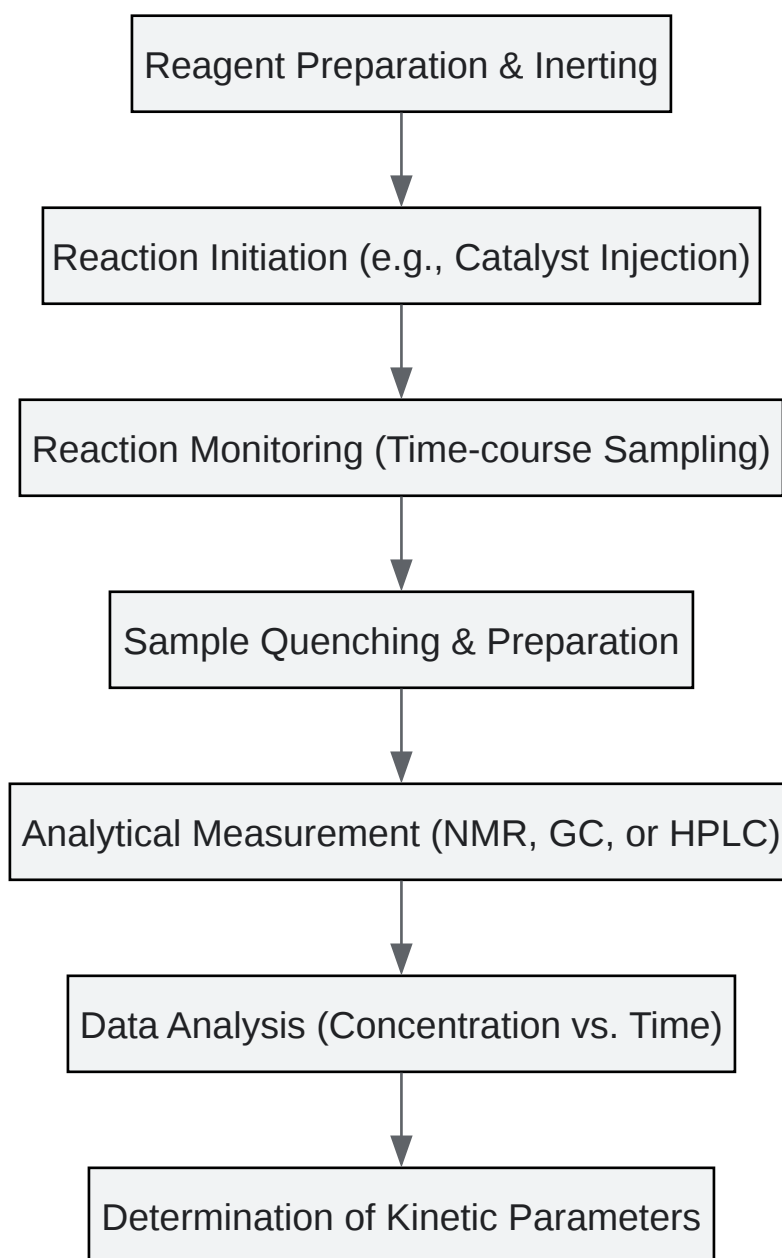 Reagent Preparation & Inerting
Reaction Initiation (e.g., Catalyst Injection)
Reaction Monitoring (Time-course Sampling)
Sample Quenching & Preparation
Analytical Measurement (NMR, GC, or HPLC)
Data Analysis (Concentration vs. Time)
Determination of Kinetic Parameters